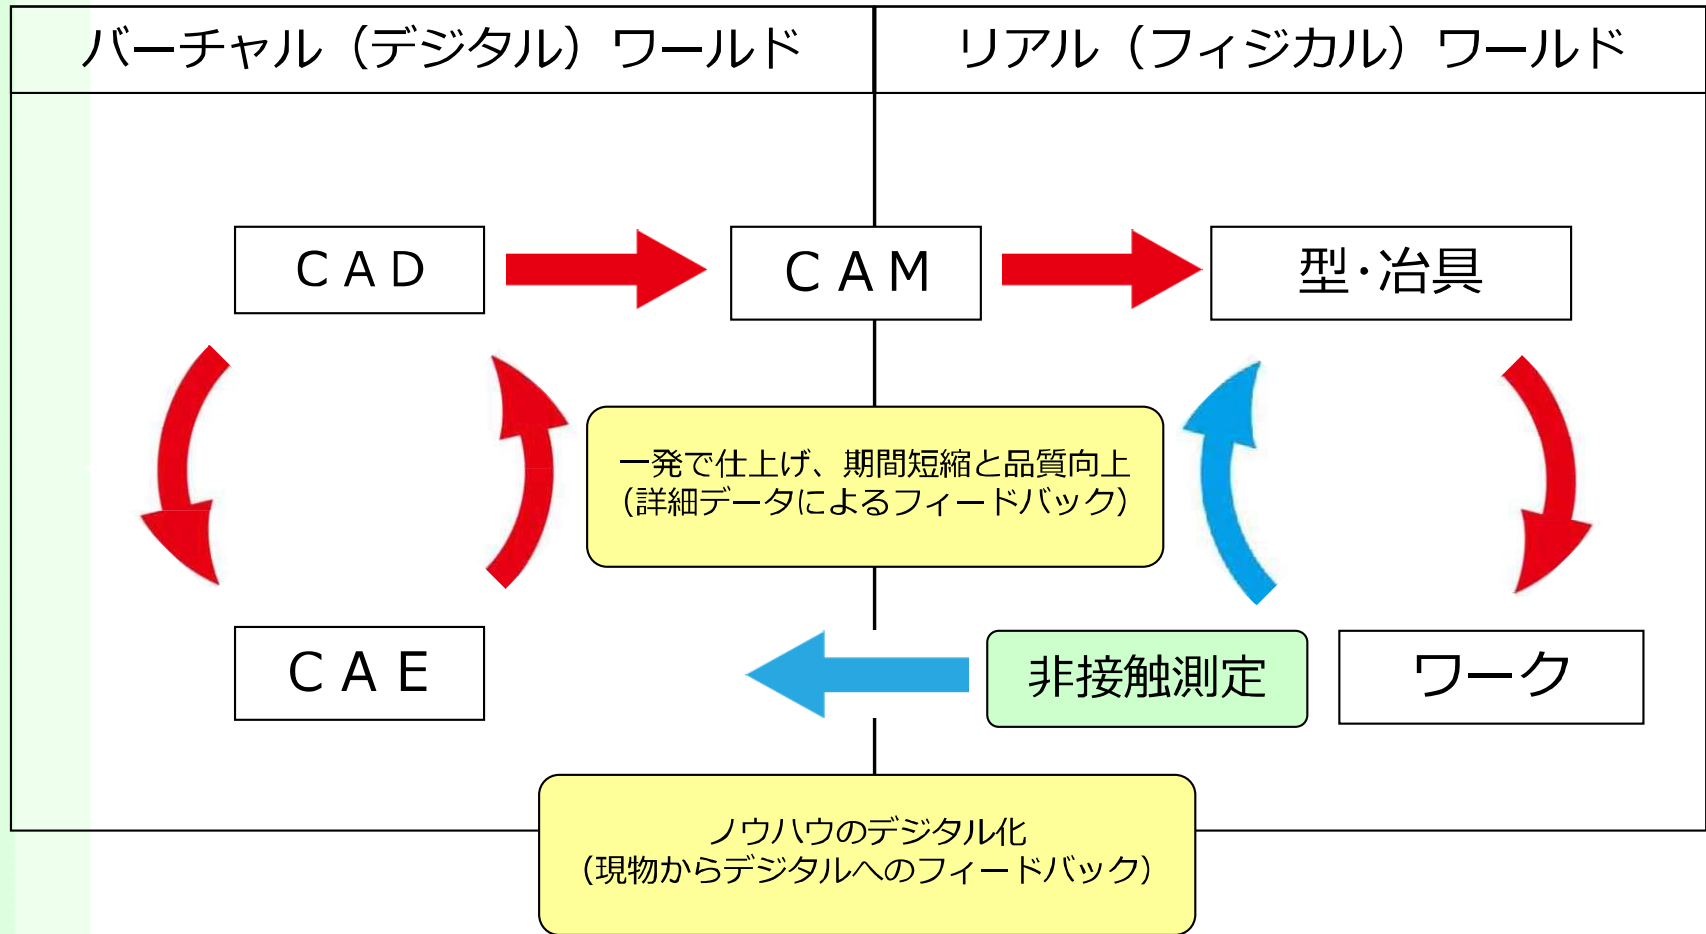 バーチャル（デジタル）ワールド
リアル（フィジカル）ワールド
ＣＡＤ
ＣＡＭ
型･冶具
一発で仕上げ、期間短縮と品質向上
（詳細データによるフィードバック）
ＣＡＥ
非接触測定
ワーク
ノウハウのデジタル化
（現物からデジタルへのフィードバック）